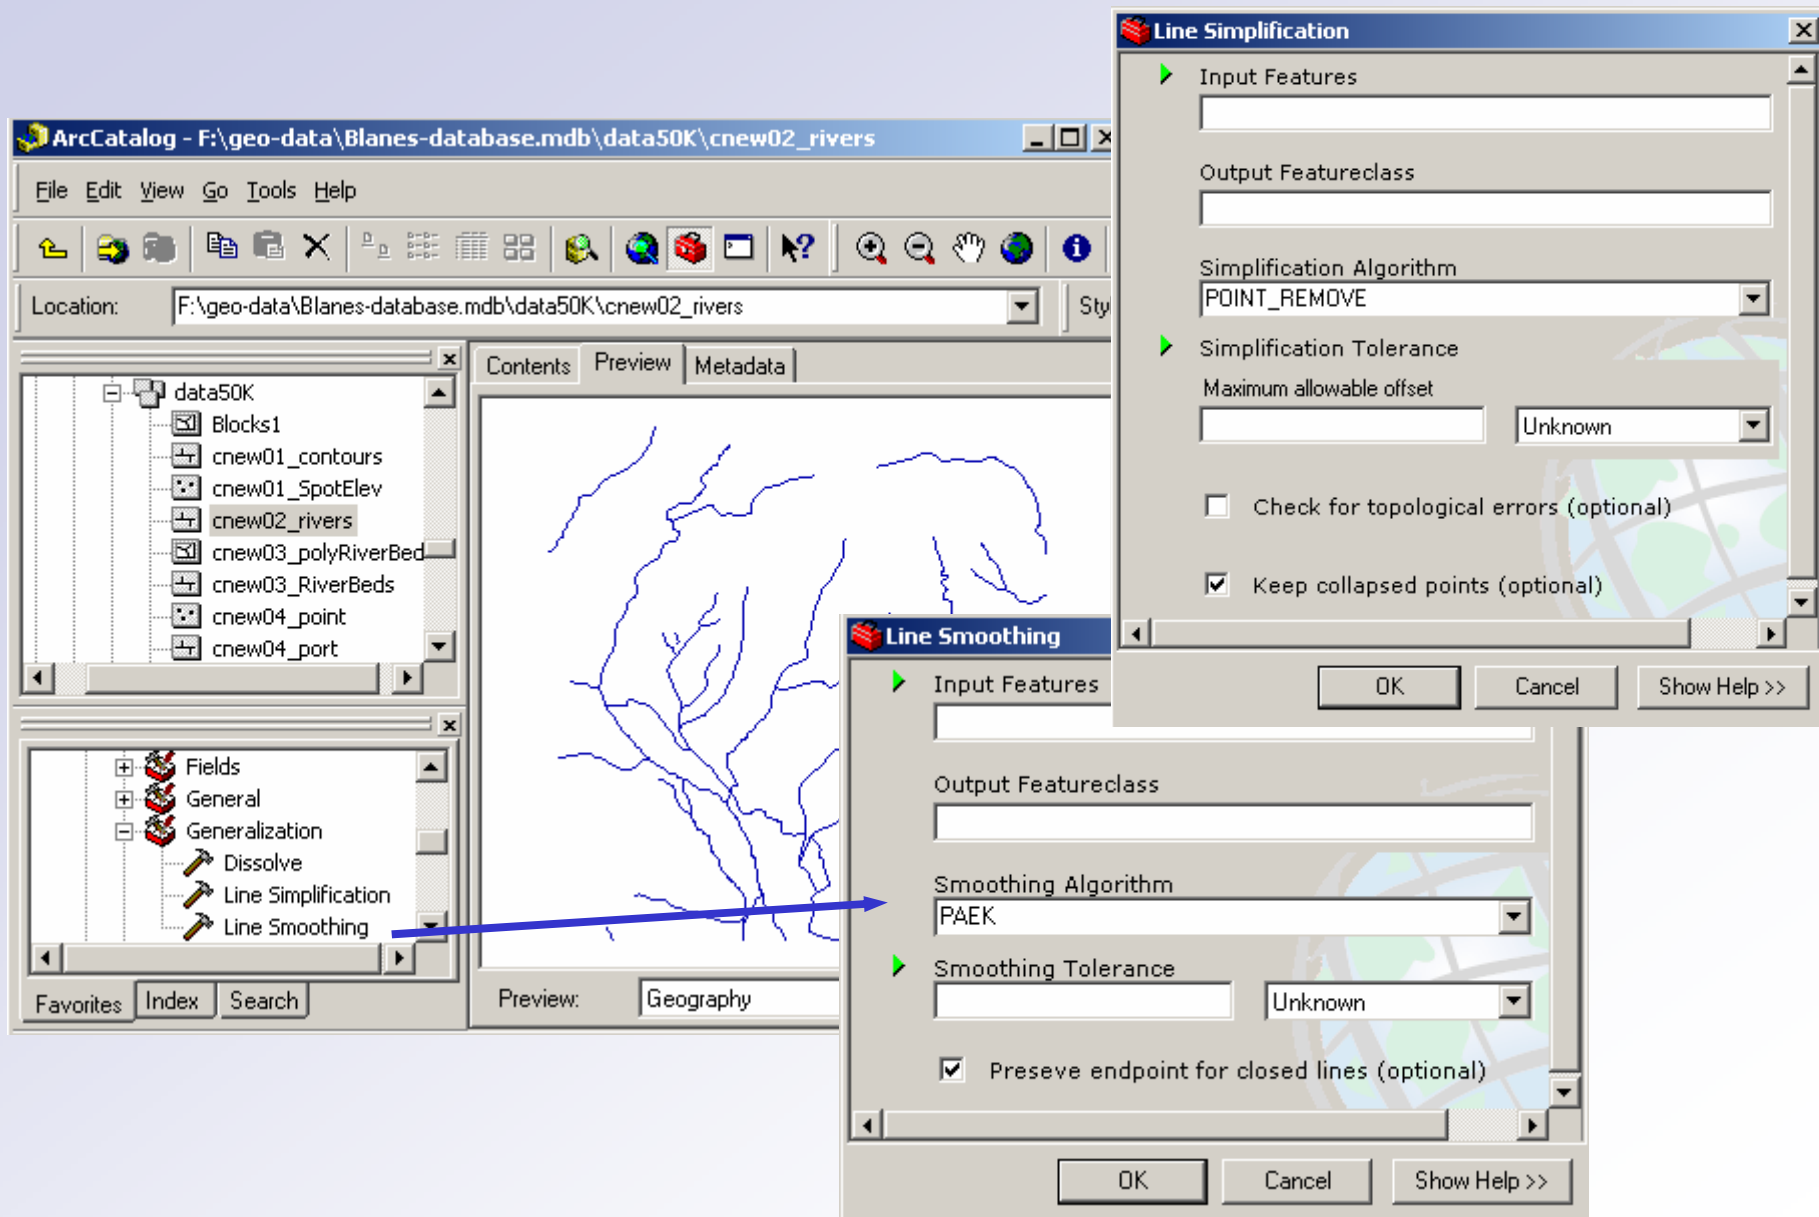 ArcCatalog - F:\geo-data\Blanes-database.mdb\data50K\cnew02_rivers
File Edit View Go Tools Help
Location: F:\geo-data\Blanes-database.mdb\data50K\cnew02_rivers
Sty
data50K
Blocks1
cnew01_contours
cnew01_SpotElev
cnew02_rivers
cnew03_polyRiverBed
cnew03_RiverBeds
cnew04_point
cnew04_port
Fields
General
Generalization
Dissolve
Line Simplification
Line Smoothing
Favorites Index Search
Contents Preview Metadata
Preview: Geography
Line Simplification
Input Features
Output Featureclass
Simplification Algorithm
POINT_REMOVE
Simplification Tolerance
Maximum allowable offset
Unknown
Check for topological errors (optional)
Keep collapsed points (optional)
OK Cancel Show Help >>
Line Smoothing
Input Features
Output Featureclass
Smoothing Algorithm
PAEK
Smoothing Tolerance
Unknown
Preseve endpoint for closed lines (optional)
OK Cancel Show Help >>